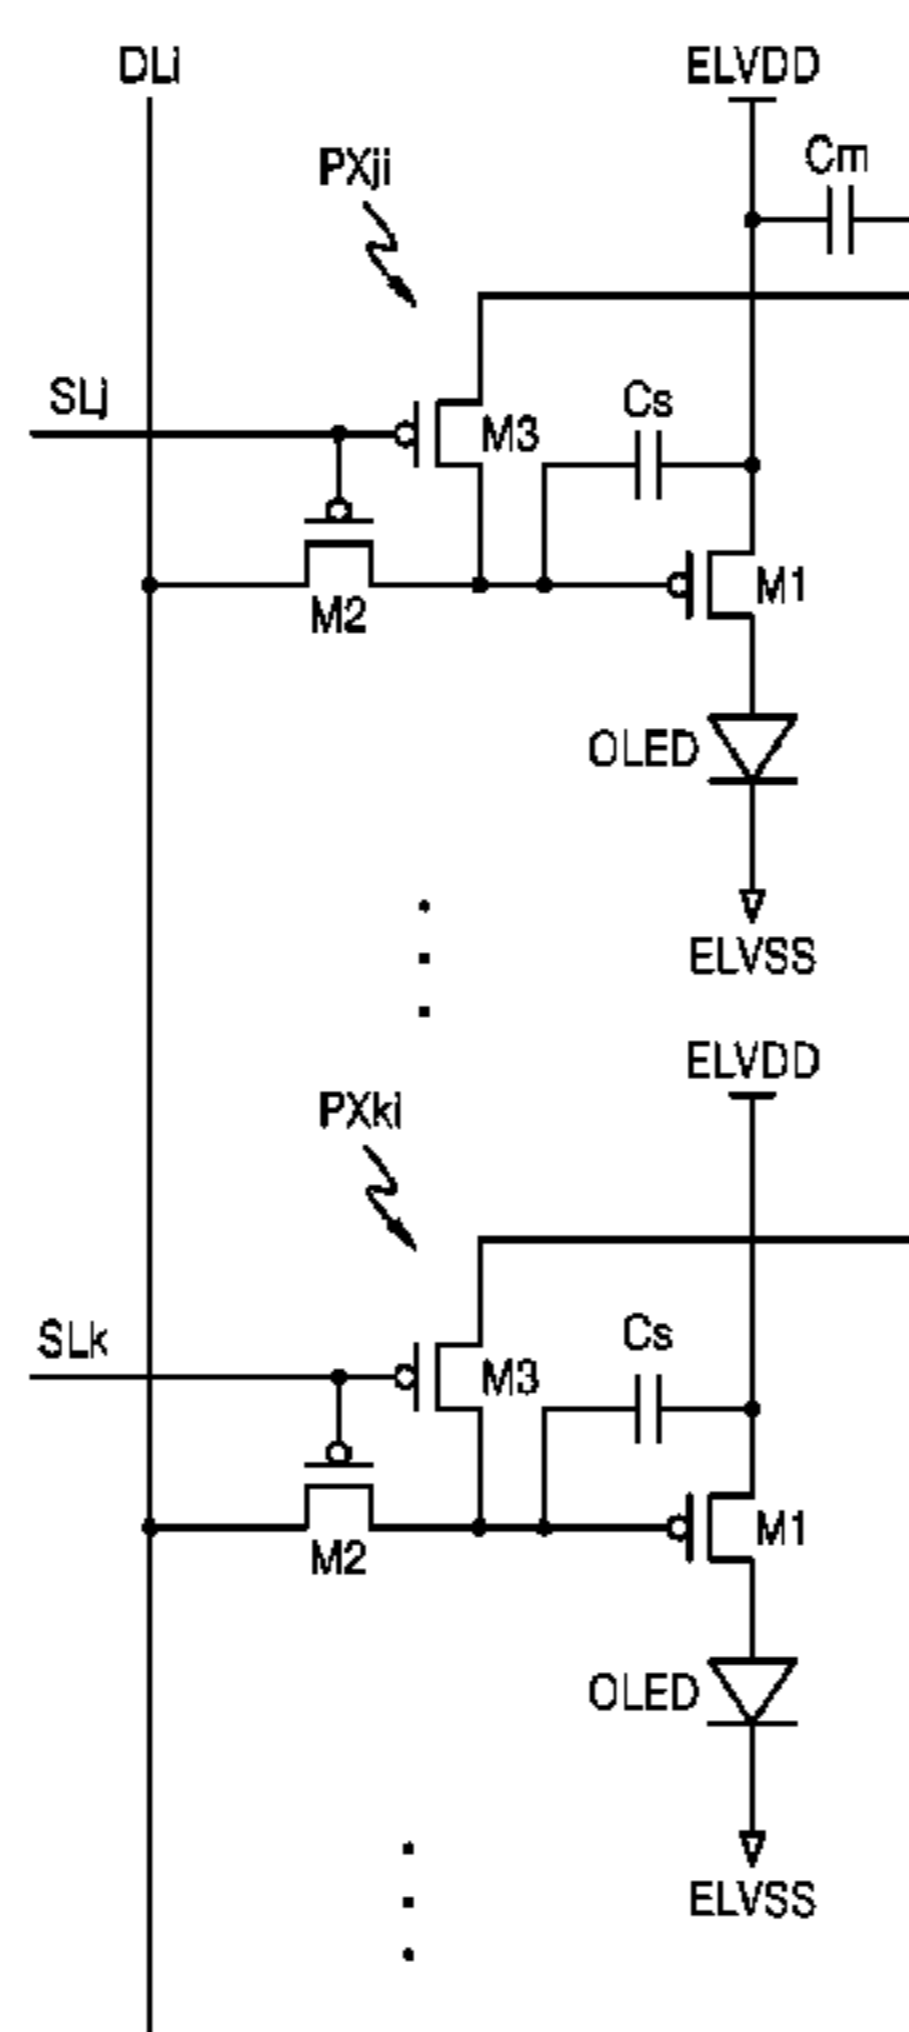 DLi
ELVDD
Cm
PXji
SLj
Cs
M3
M1
M2
OLED
ELVSS
ELVDD
PXki
SLk
Cs
M3
M1
M2
OLED
ELVSS